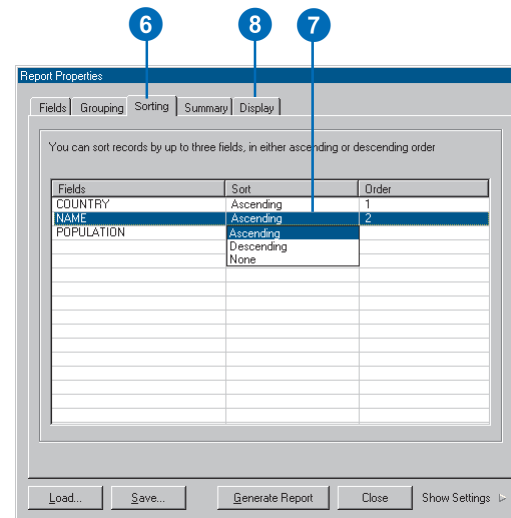 6 8 7
Report Properties
Fields Grouping Sorting Summary Display
You can sort records by up to three fields, in either ascending or descending order
Fields Sort Order
COUNTRY Ascending 1
NAME Ascending 2
POPULATION Ascending
Descending
None
Load... Save... Generate Report Close Show Settings